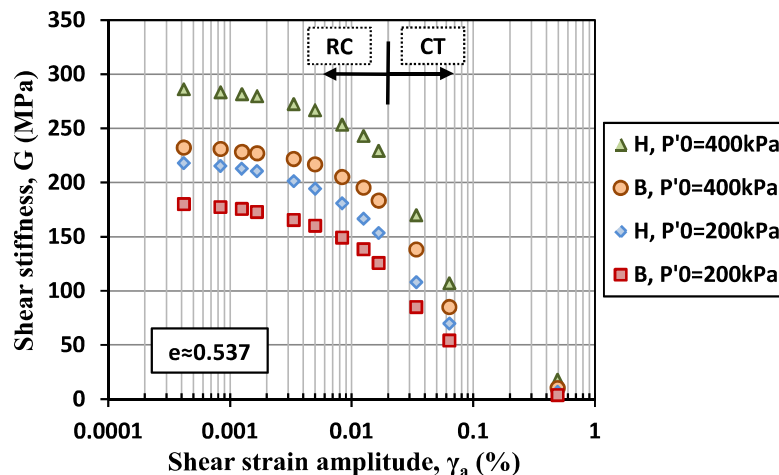 RC CT
350
300
250
200
150
100
50
0
Shear stiffness, G (MPa)
e≈0.537
0.0001 0.001 0.01 0.1 1
Shear strain amplitude, γa (%)
H, P'0=400kPa
B, P'0=400kPa
H, P'0=200kPa
B, P'0=200kPa